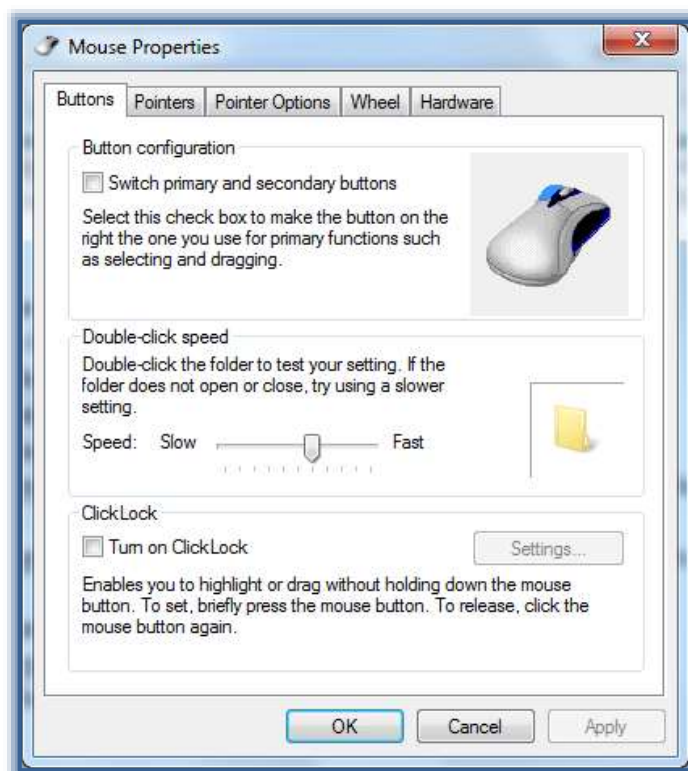 Mouse Properties
Buttons Pointers Pointer Options Wheel Hardware
Button configuration
Switch primary and secondary buttons
Select this check box to make the button on the
right the one you use for primary functions such
as selecting and dragging.
Double-click speed
Double-click the folder to test your setting. If the
folder does not open or close, try using a slower
setting.
Speed: Slow Fast
ClickLock
Turn on ClickLock
Settings...
Enables you to highlight or drag without holding down the mouse
button. To set, briefly press the mouse button. To release, click the
mouse button again.
OK Cancel Apply